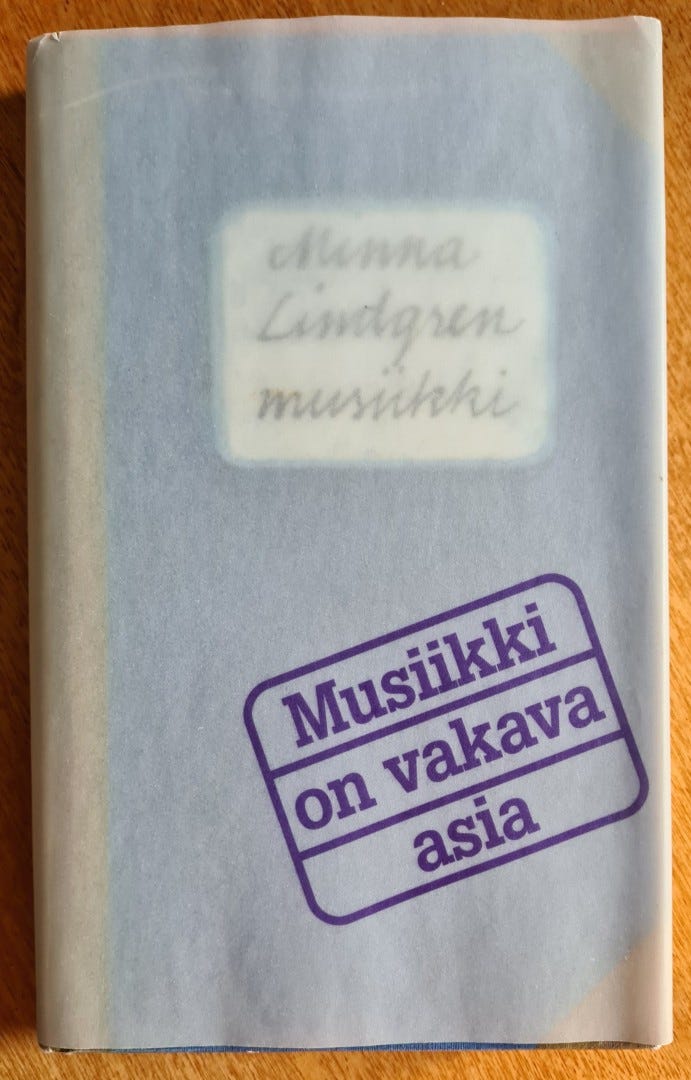 Minna
Lindgren
musiikki
Musiikki
on vakava
asia